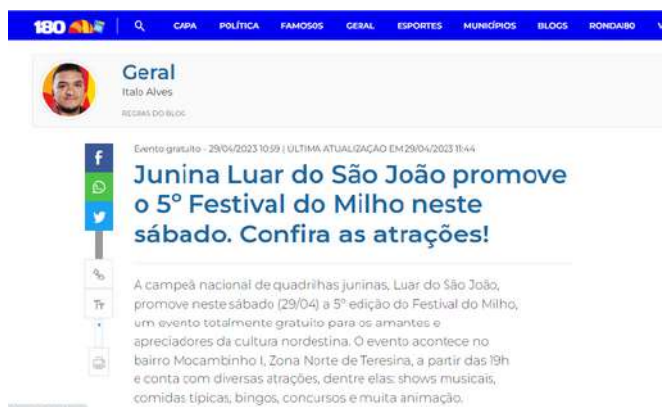 180
CAPA POLÍTICA FAMOSOS GERAL ESPORTES MUNICÍPIOS BLOGS RONDA180 V
Geral
Italo Alves
REGRAS DO BLOG
Evento gratuito - 29/04/2023 10:59 | ÚLTIMA ATUALIZAÇÃO EM 29/04/2023 11:44
Junina Luar do São João promove
o 5º Festival do Milho neste
sábado. Confira as atrações!
A campeã nacional de quadrilhas juninas, Luar do São João,
promove neste sábado (29/04) a 5ª edição do Festival do Milho,
um evento totalmente gratuito para os amantes e
apreciadores da cultura nordestina. O evento acontece no
bairro Mocambinho I, Zona Norte de Teresina, a partir das 19h
e conta com diversas atrações, dentre elas: shows musicais,
comidas típicas, bingos, concursos e muita animação.